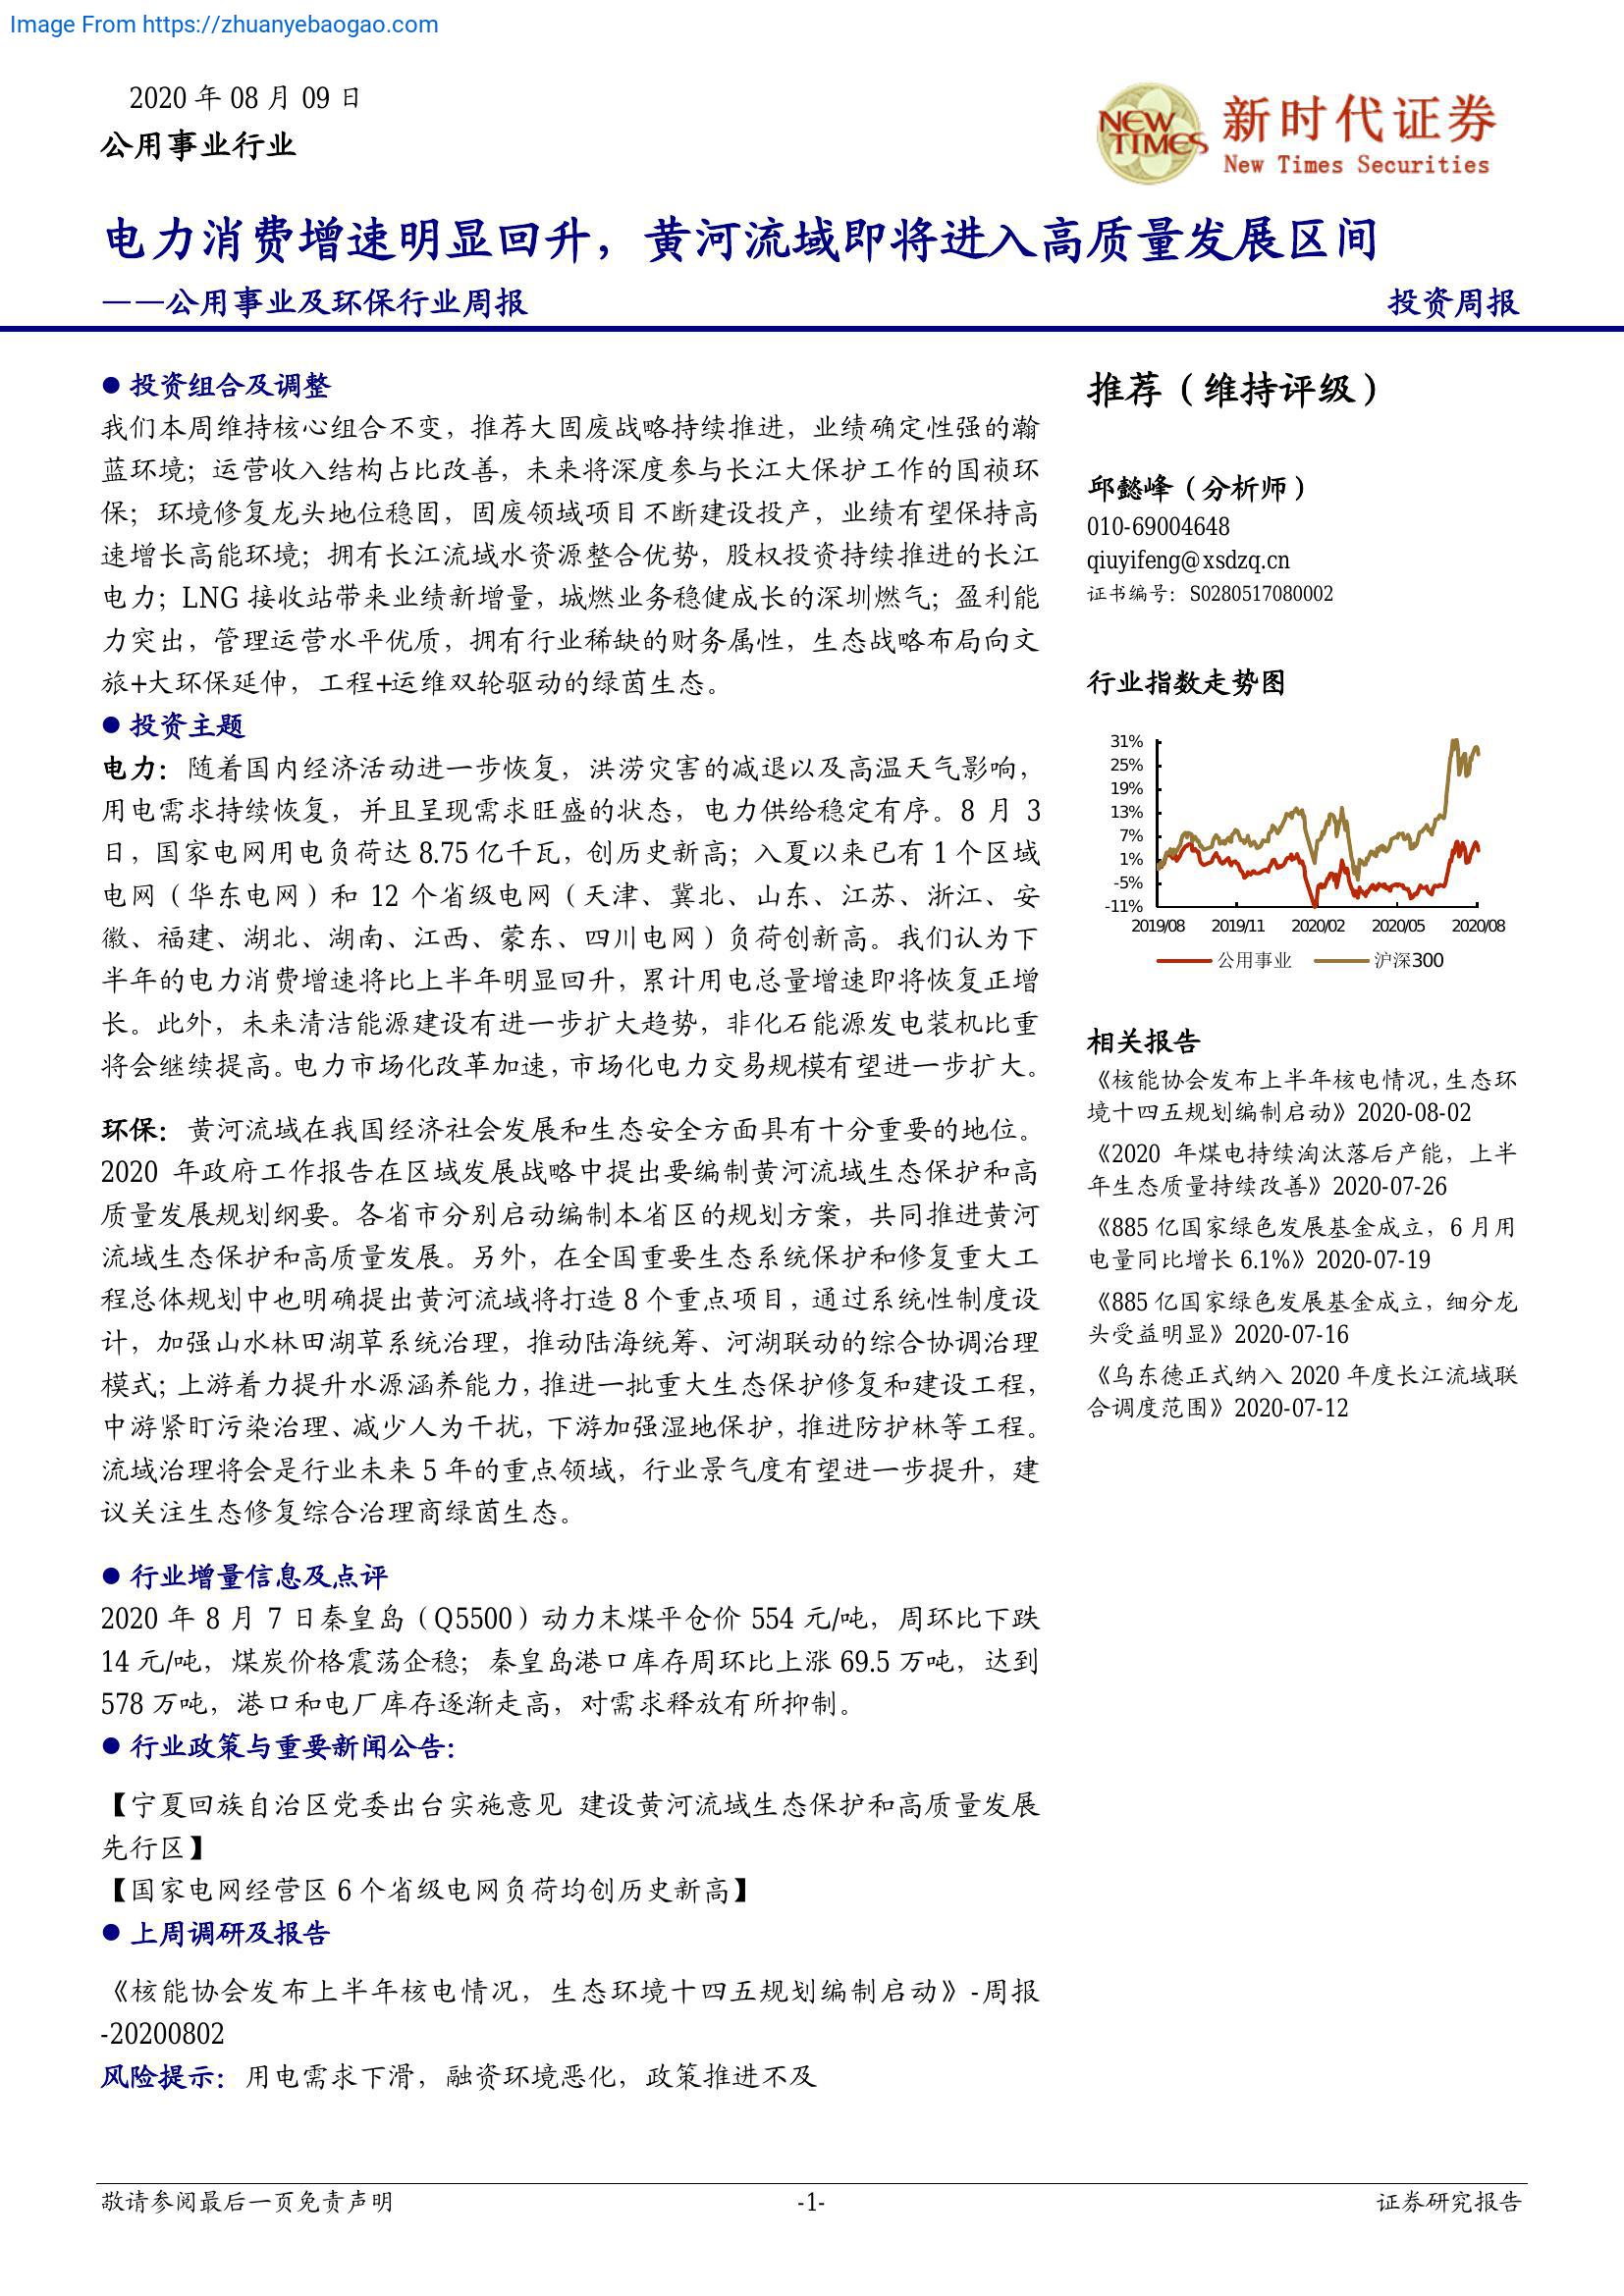 Image From https://zhuanyebaogao.com
2020 年 08 月 09 日
公用事业行业
NEW TIMES
新时代证券
New Times Securities
电力消费增速明显回升，黄河流域即将进入高质量发展区间
——公用事业及环保行业周报
投资周报
● 投资组合及调整
我们本周维持核心组合不变，推荐大固废战略持续推进，业绩确定性强的瀚
蓝环境；运营收入结构占比改善，未来将深度参与长江大保护工作的国祯环
保；环境修复龙头地位稳固，固废领域项目不断建设投产，业绩有望保持高
速增长高能环境；拥有长江流域水资源整合优势，股权投资持续推进的长江
电力；LNG 接收站带来业绩新增量，城燃业务稳健成长的深圳燃气；盈利能
力突出，管理运营水平优质，拥有行业稀缺的财务属性，生态战略布局向文
旅+大环保延伸，工程+运维双轮驱动的绿茵生态。
● 投资主题
电力：随着国内经济活动进一步恢复，洪涝灾害的减退以及高温天气影响，
用电需求持续恢复，并且呈现需求旺盛的状态，电力供给稳定有序。8 月 3
日，国家电网用电负荷达 8.75 亿千瓦，创历史新高；入夏以来已有 1 个区域
电网（华东电网）和 12 个省级电网（天津、冀北、山东、江苏、浙江、安
徽、福建、湖北、湖南、江西、蒙东、四川电网）负荷创新高。我们认为下
半年的电力消费增速将比上半年明显回升，累计用电总量增速即将恢复正增
长。此外，未来清洁能源建设有进一步扩大趋势，非化石能源发电装机比重
将会继续提高。电力市场化改革加速，市场化电力交易规模有望进一步扩大。
环保：黄河流域在我国经济社会发展和生态安全方面具有十分重要的地位。
2020 年政府工作报告在区域发展战略中提出要编制黄河流域生态保护和高
质量发展规划纲要。各省市分别启动编制本省区的规划方案，共同推进黄河
流域生态保护和高质量发展。另外，在全国重要生态系统保护和修复重大工
程总体规划中也明确提出黄河流域将打造 8 个重点项目，通过系统性制度设
计，加强山水林田湖草系统治理，推动陆海统筹、河湖联动的综合协调治理
模式；上游着力提升水源涵养能力，推进一批重大生态保护修复和建设工程，
中游紧盯污染治理、减少人为干扰，下游加强湿地保护，推进防护林等工程。
流域治理将会是行业未来 5 年的重点领域，行业景气度有望进一步提升，建
议关注生态修复综合治理商绿茵生态。
● 行业增量信息及点评
2020 年 8 月 7 日秦皇岛（Q5500）动力末煤平仓价 554 元/吨，周环比下跌
14 元/吨，煤炭价格震荡企稳；秦皇岛港口库存周环比上涨 69.5 万吨，达到
578 万吨，港口和电厂库存逐渐走高，对需求释放有所抑制。
● 行业政策与重要新闻公告：
【宁夏回族自治区党委出台实施意见 建设黄河流域生态保护和高质量发展
先行区】
【国家电网经营区 6 个省级电网负荷均创历史新高】
● 上周调研及报告
《核能协会发布上半年核电情况，生态环境十四五规划编制启动》-周报
-20200802
风险提示：用电需求下滑，融资环境恶化，政策推进不及
推荐（维持评级）
邱懿峰（分析师）
010-69004648
qiuyifeng@xsdzq.cn
证书编号：S0280517080002
行业指数走势图
31%
25%
19%
13%
7%
1%
-5%
-11%
2019/08 2019/11 2020/02 2020/05 2020/08
公用事业 沪深300
相关报告
《核能协会发布上半年核电情况，生态环
境十四五规划编制启动》2020-08-02
《2020 年煤电持续淘汰落后产能，上半
年生态质量持续改善》2020-07-26
《885 亿国家绿色发展基金成立，6 月用
电量同比增长 6.1%》2020-07-19
《885 亿国家绿色发展基金成立，细分龙
头受益明显》2020-07-16
《乌东德正式纳入 2020 年度长江流域联
合调度范围》2020-07-12
敬请参阅最后一页免责声明
-1-
证券研究报告